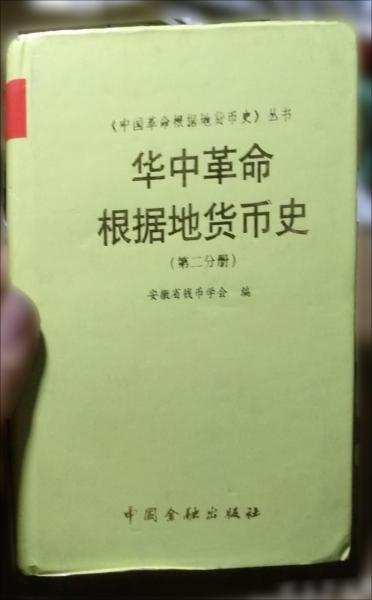 《中国革命根据地货币史》丛书
华中革命
根据地货币史
(第二分册)
安徽省钱币学会 编
中国金融出版社